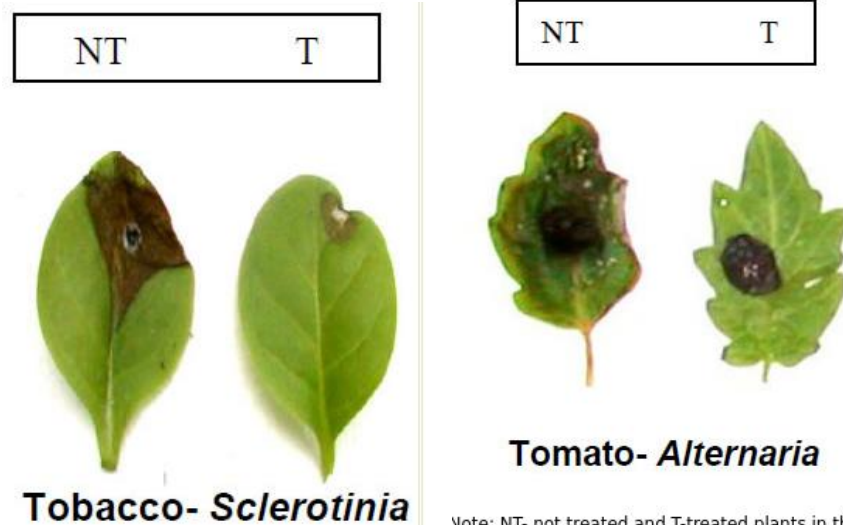 NT T
NT T
Tobacco- Sclerotinia
Tomato- Alternaria
Note: NT- not treated and T-treated plants in